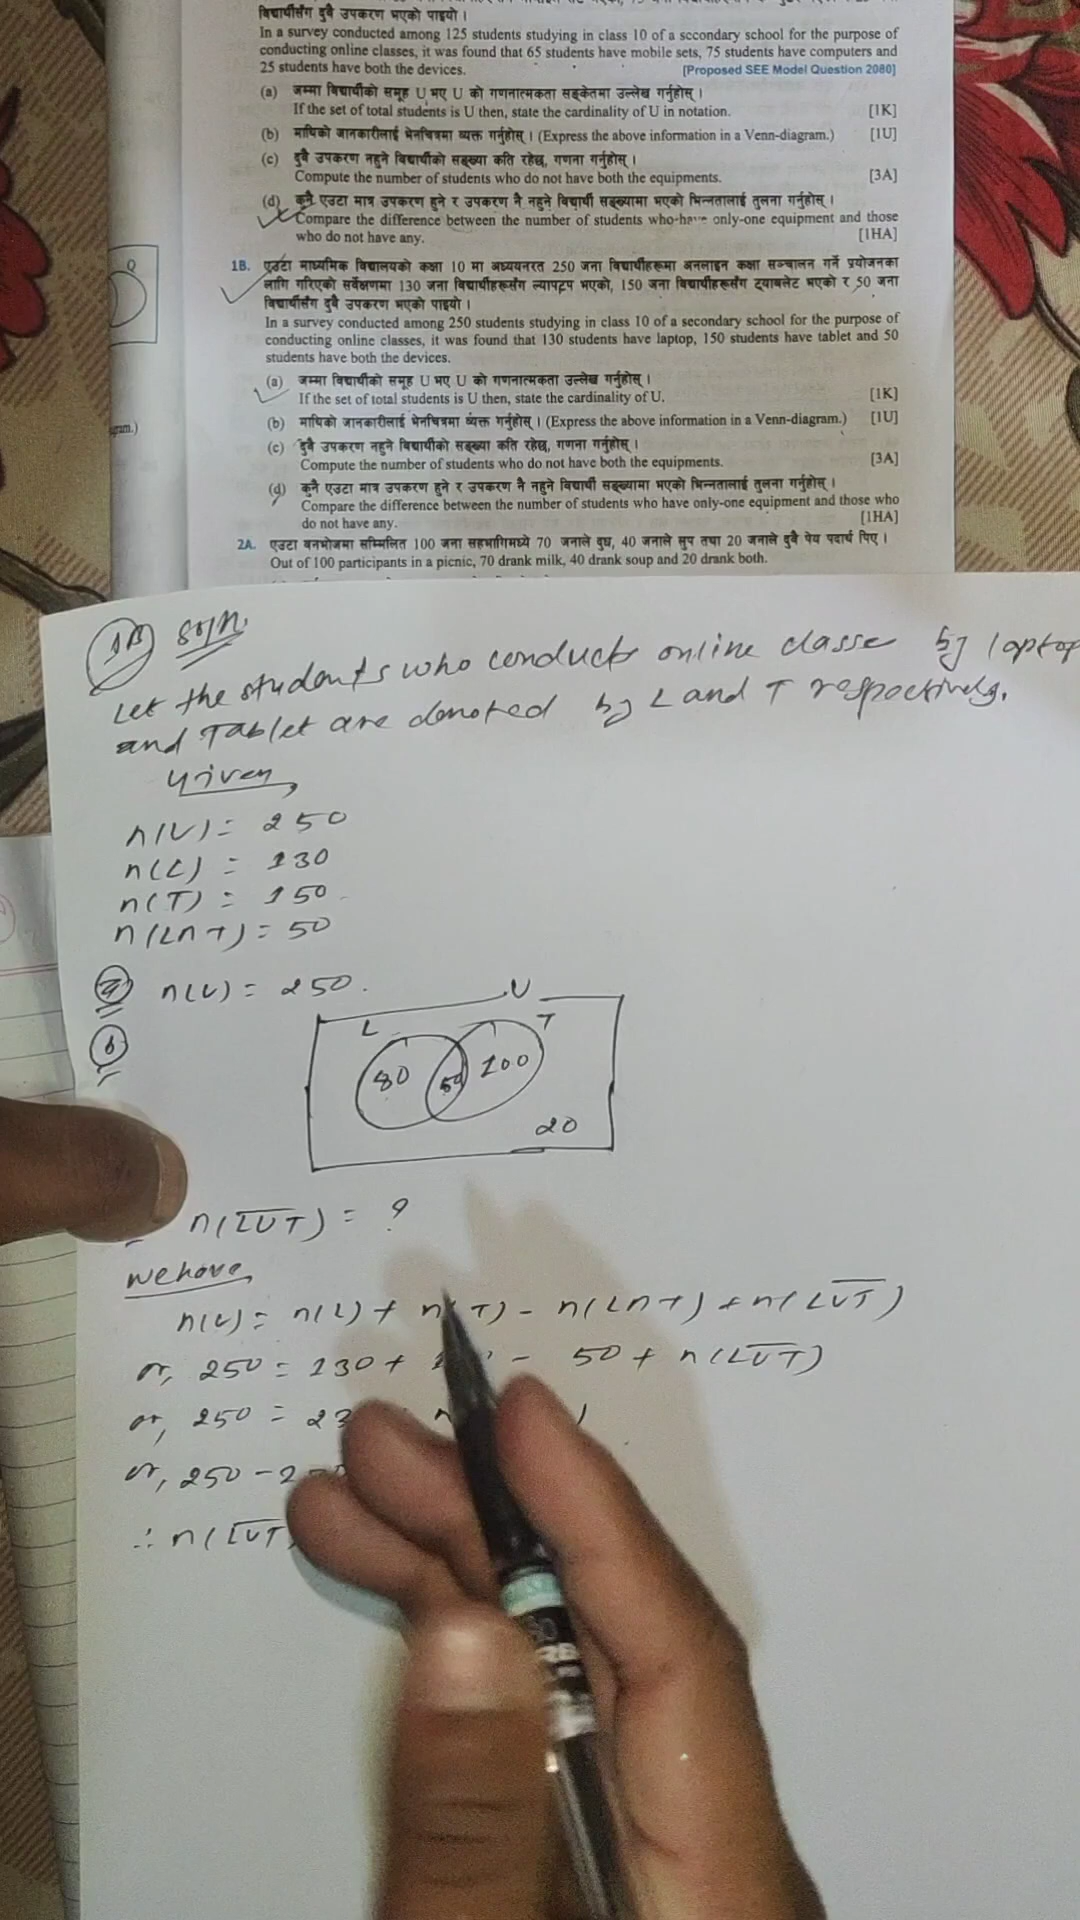 विद्यार्थीसँग दुवै उपकरण भएको पाइयो ।
In a survey conducted among 125 students studying in class 10 of a secondary school for the purpose of
conducting online classes, it was found that 65 students have mobile sets, 75 students have computers and
25 students have both the devices. [Proposed SEE Model Question 2080]
(a) जम्मा विद्यार्थीको समूह U भए U को गणनात्मकता सङ्केतमा उल्लेख गर्नुहोस् ।
If the set of total students is U then, state the cardinality of U in notation. [1K]
(b) माथिको जानकारीलाई भेनचित्रमा व्यक्त गर्नुहोस् । (Express the above information in a Venn-diagram.) [1U]
(c) दुवै उपकरण नहुने विद्यार्थीको सङ्ख्या कति रहेछ, गणना गर्नुहोस् ।
Compute the number of students who do not have both the equipments. [3A]
(d) कुनै एउटा मात्र उपकरण हुने र उपकरण नै नहुने विद्यार्थी सङ्ख्यामा भएको भिन्नतालाई तुलना गर्नुहोस् ।
Compare the difference between the number of students who have only-one equipment and those
who do not have any. [1HA]
Q
gram.)
1B. एउटा माध्यमिक विद्यालयको कक्षा 10 मा अध्ययनरत 250 जना विद्यार्थीहरूमा अनलाइन कक्षा सञ्चालन गर्ने प्रयोजनका
लागि गरिएको सर्वेक्षणमा 130 जना विद्यार्थीहरूसँग ल्यापटप भएको, 150 जना विद्यार्थीहरूसँग ट्याबलेट भएको र 50 जना
विद्यार्थीसँग दुवै उपकरण भएको पाइयो ।
In a survey conducted among 250 students studying in class 10 of a secondary school for the purpose of
conducting online classes, it was found that 130 students have laptop, 150 students have tablet and 50
students have both the devices.
(a) जम्मा विद्यार्थीको समूह U भए U को गणनात्मकता उल्लेख गर्नुहोस् ।
If the set of total students is U then, state the cardinality of U. [1K]
(b) माथिको जानकारीलाई भेनचित्रमा व्यक्त गर्नुहोस् । (Express the above information in a Venn-diagram.) [1U]
(c) दुवै उपकरण नहुने विद्यार्थीको सङ्ख्या कति रहेछ, गणना गर्नुहोस् ।
Compute the number of students who do not have both the equipments. [3A]
(d) कुनै एउटा मात्र उपकरण हुने र उपकरण नै नहुने विद्यार्थी सङ्ख्यामा भएको भिन्नतालाई तुलना गर्नुहोस् ।
Compare the difference between the number of students who have only-one equipment and those who
do not have any. [1HA]
2A. एउटा वनभोजमा सम्मिलित 100 जना सहभागिमध्ये 70 जनाले दुध, 40 जनाले सुप तथा 20 जनाले दुवै पेय पदार्थ पिए ।
Out of 100 participants in a picnic, 70 drank milk, 40 drank soup and 20 drank both.
1B soln.
Let the students who conducts online classe by laptop
and Tablet are denoted by L and T respectively.
Given,
n(U) = 250
n(L) = 130
n(T) = 150
n(L∩T) = 50
(a) n(U) = 250.
(b)
U
L T
80 50 100
20
n(L̅U̅T̅) = ?
We have,
n(U) = n(L) + n(T) - n(L∩T) + n(L̅U̅T̅)
or, 250 = 130 + - 50 + n(L̅U̅T̅)
or, 250 = 23
or, 250 - 2
∴ n(L̅U̅T̅